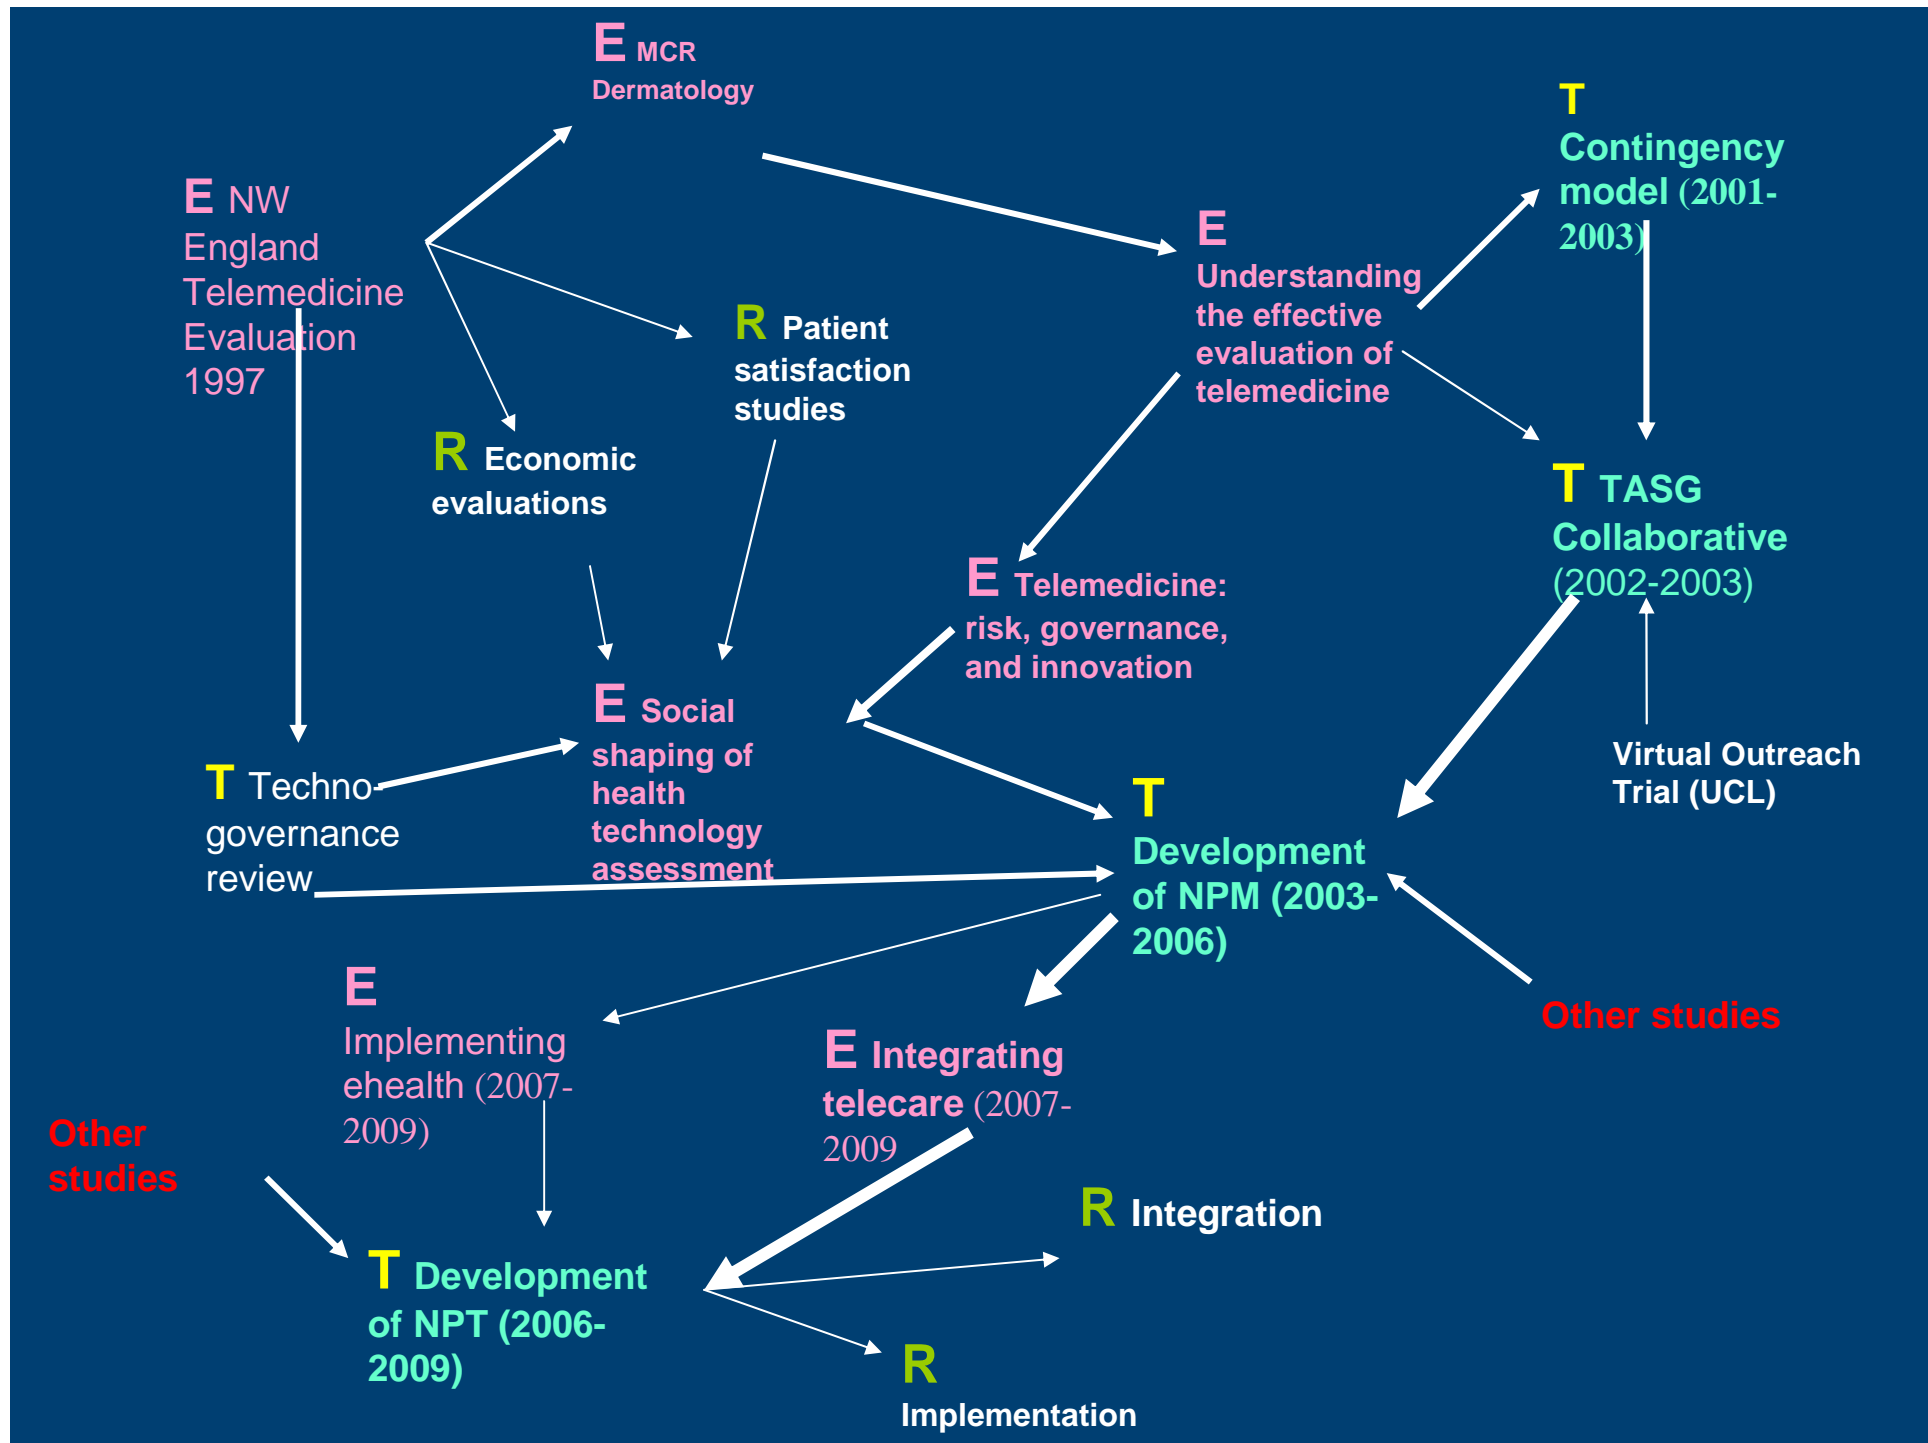 E MCR
Dermatology
T
Contingency
model (2001-
2003)
E NW
England
Telemedicine
Evaluation
1997
E
Understanding
the effective
evaluation of
telemedicine
R Patient
satisfaction
studies
R Economic
evaluations
T TASG
Collaborative
(2002-2003)
E Telemedicine:
risk, governance,
and innovation
E Social
shaping of
health
technology
assessment
Virtual Outreach
Trial (UCL)
T Techno-
governance
review
T
Development
of NPM (2003-
2006)
E
Implementing
ehealth (2007-
2009)
Other studies
E Integrating
telecare (2007-
2009
Other
studies
R Integration
T Development
of NPT (2006-
2009)
R
Implementation